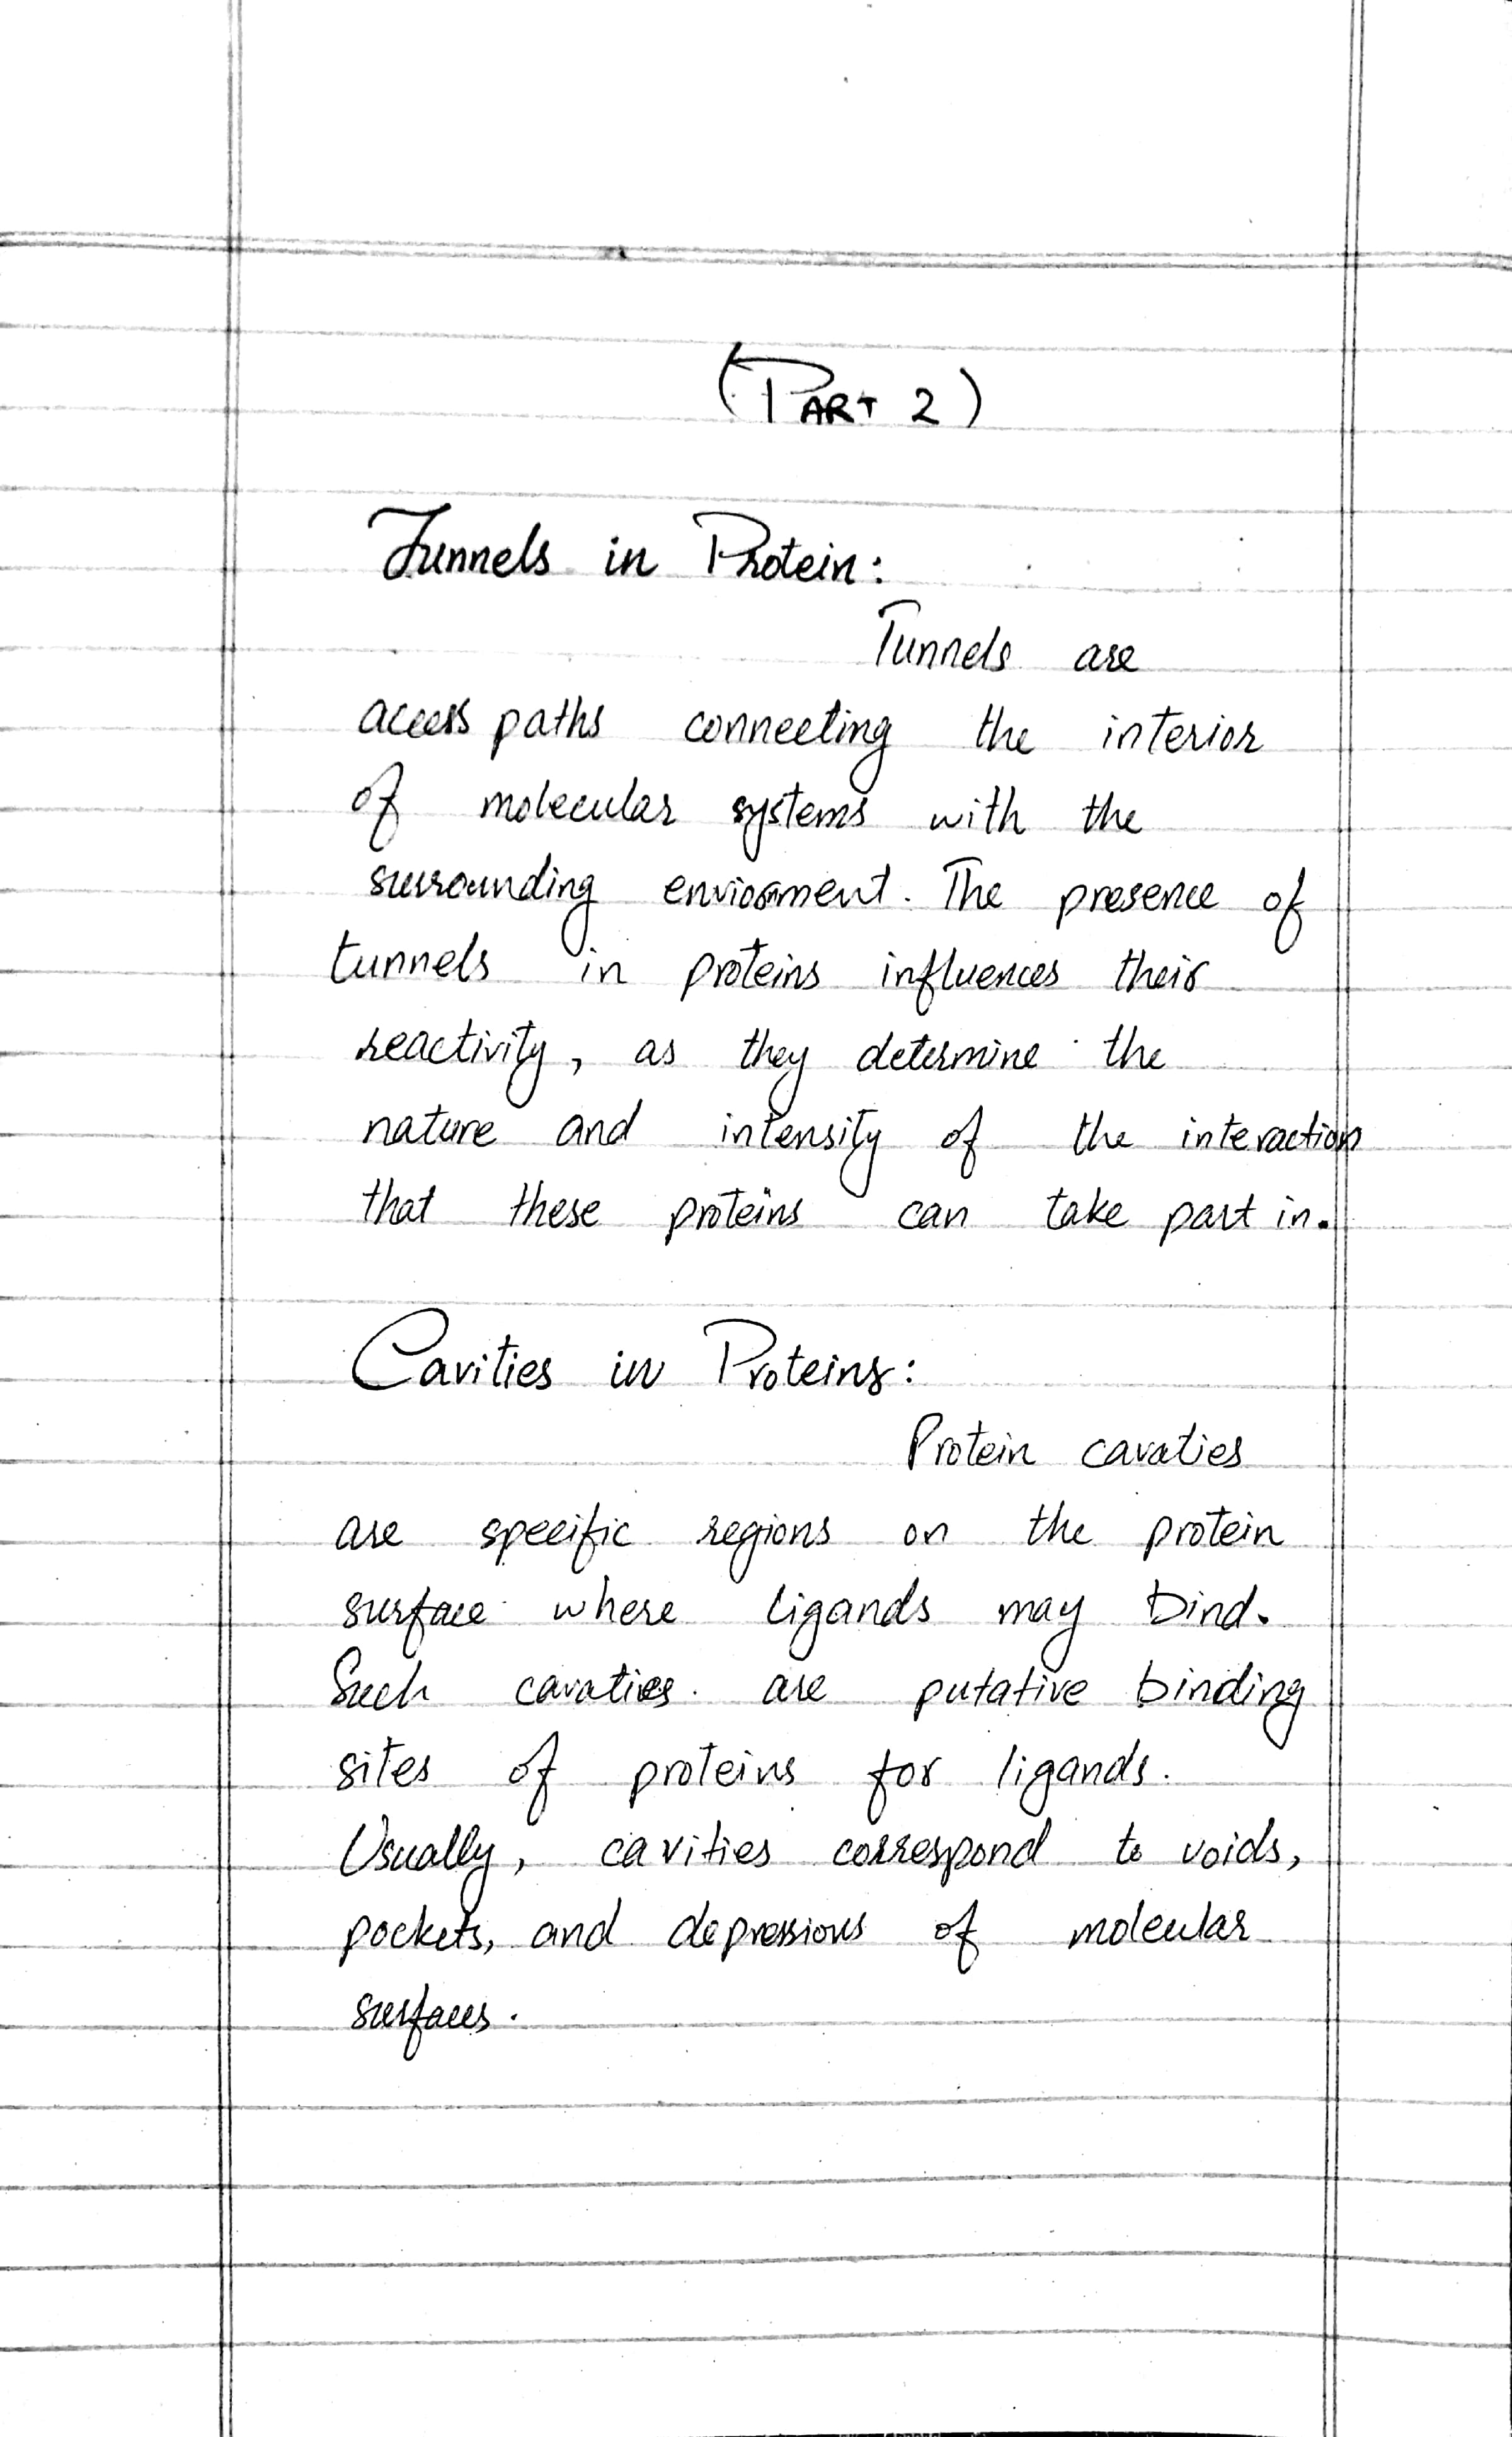 (PART 2)
Tunnels in Protein:
Tunnels are
access paths connecting the interior
of molecular systems with the
surrounding enviornment. The presence of
tunnels in proteins influences their
reactivity, as they determine the
nature and intensity of the interaction
that these proteins can take part in.
Cavities in Proteins:
Protein cavaties
are specific regions on the protein
surface where ligands may bind.
Such cavaties are putative binding
sites of proteins for ligands.
Usually, cavities correspond to voids,
pockets, and depressions of molecular
surfaces.